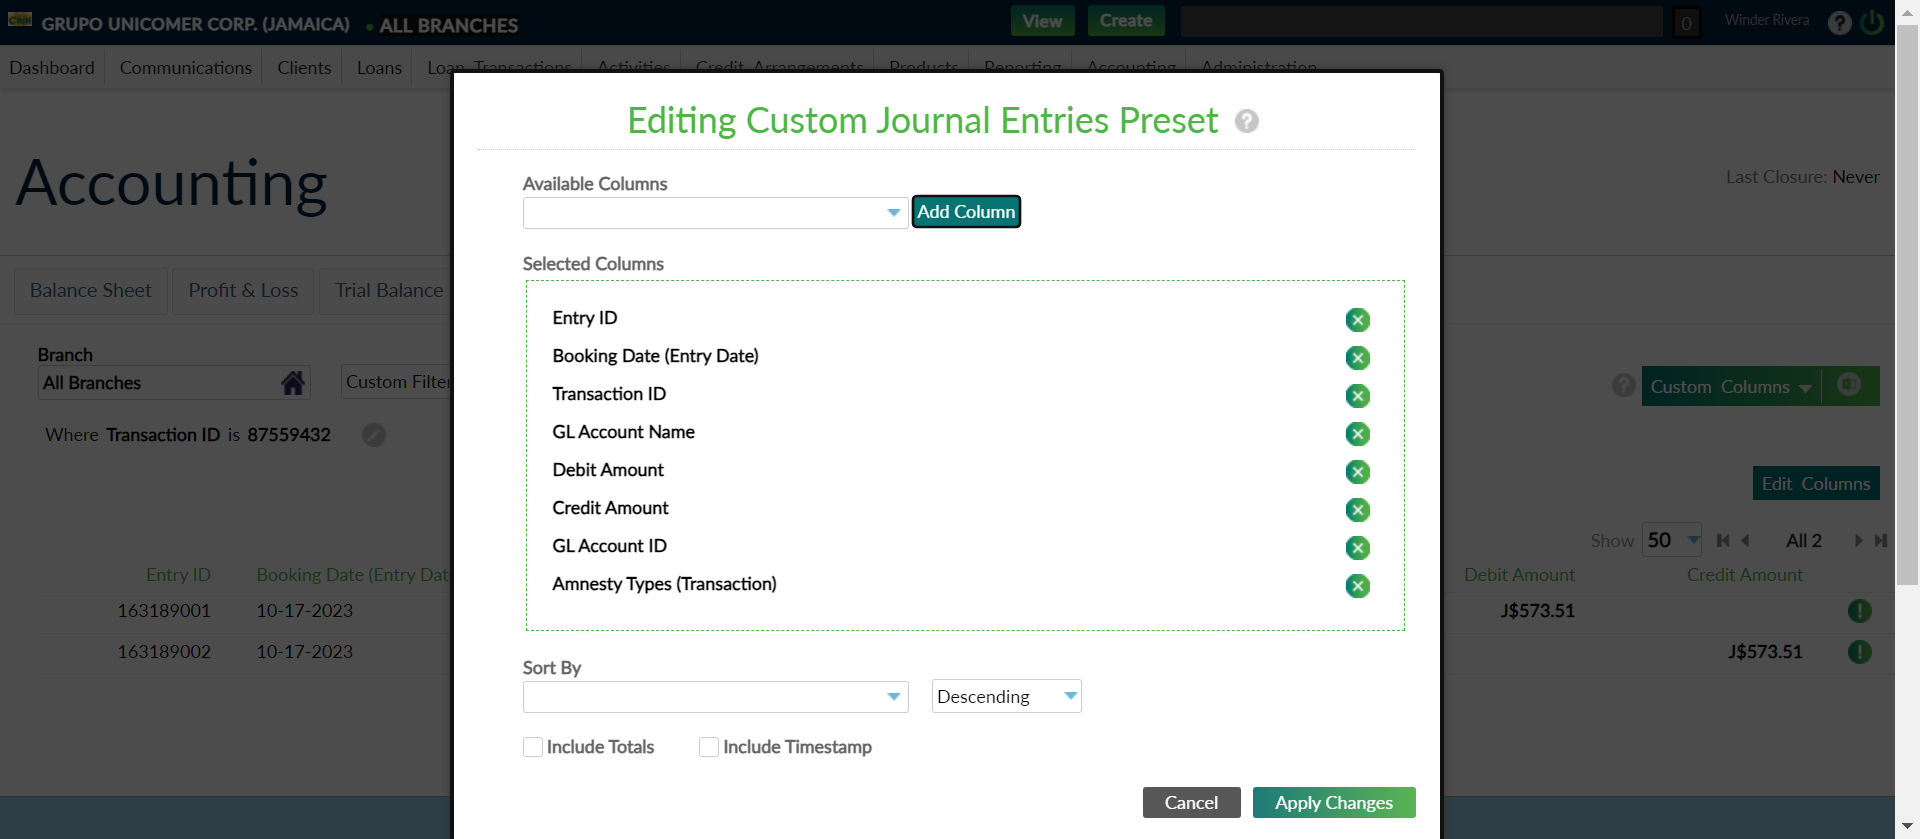 GRUPO UNICOMER CORP. (JAMAICA) • ALL BRANCHES
View Create 0 Winder Rivera ?
Dashboard Communications Clients Loans Loan Transactions Activities Credit Arrangements Products Reporting Accounting Administration
Editing Custom Journal Entries Preset ?
Accounting
Last Closure: Never
Available Columns
Add Column
Selected Columns
Balance Sheet Profit & Loss Trial Balance
Entry ID
Booking Date (Entry Date)
Transaction ID
GL Account Name
Debit Amount
Credit Amount
GL Account ID
Amnesty Types (Transaction)
Branch
All Branches Custom Filter
? Custom Columns
Where Transaction ID is 87559432
Edit Columns
Show 50 All 2
Entry ID Booking Date (Entry Dat Debit Amount Credit Amount
163189001 10-17-2023 J$573.51
163189002 10-17-2023 J$573.51
Sort By
Descending
Include Totals Include Timestamp
Cancel Apply Changes